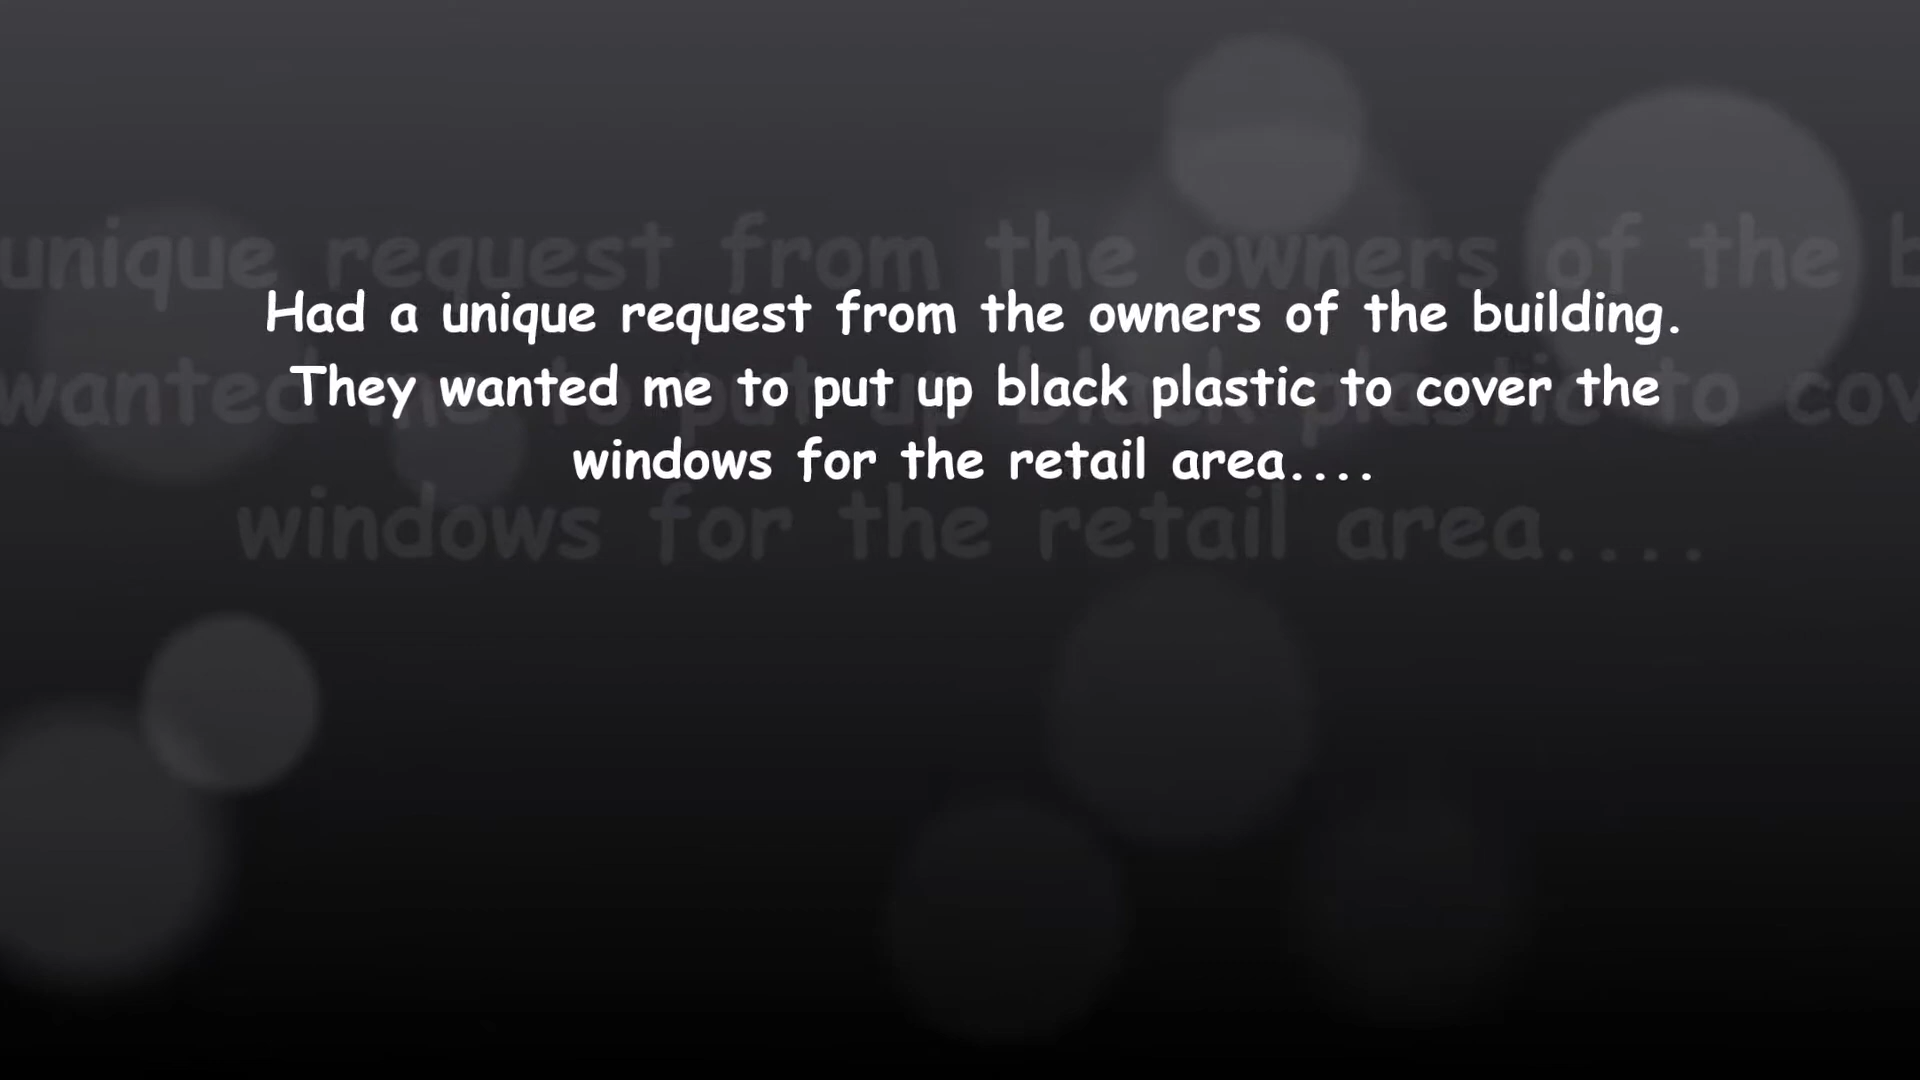 Had a unique request from the owners of the building.
They wanted me to put up black plastic to cover the
windows for the retail area....